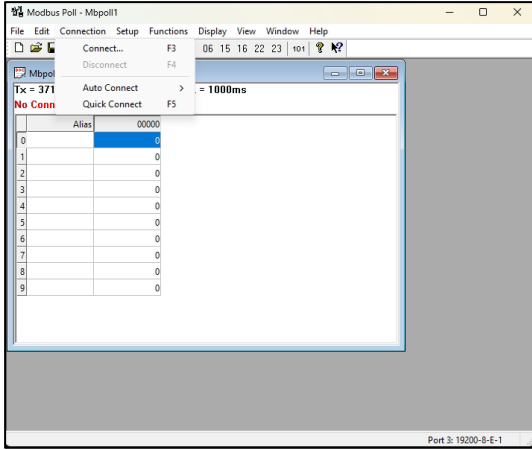 Modbus Poll - Mbpoll1
File Edit Connection Setup Functions Display View Window Help
06 15 16 22 23 101
Connect... F3
Disconnect F4
Auto Connect >
Quick Connect F5
Tx = 371 = 1000ms
Alias 00000
0 0
1 0
2 0
3 0
4 0
5 0
6 0
7 0
8 0
9 0
Port 3: 19200-8-E-1